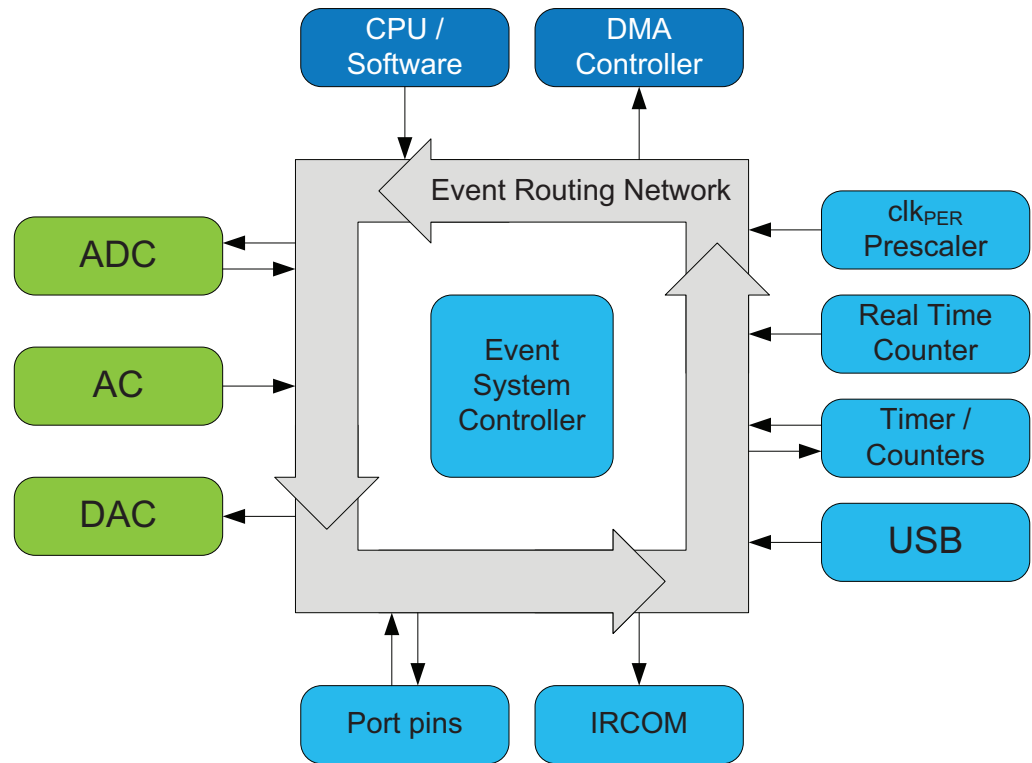 CPU /
Software
DMA
Controller
Event Routing Network
ADC
AC
DAC
Event
System
Controller
clkPER
Prescaler
Real Time
Counter
Timer /
Counters
USB
Port pins
IRCOM